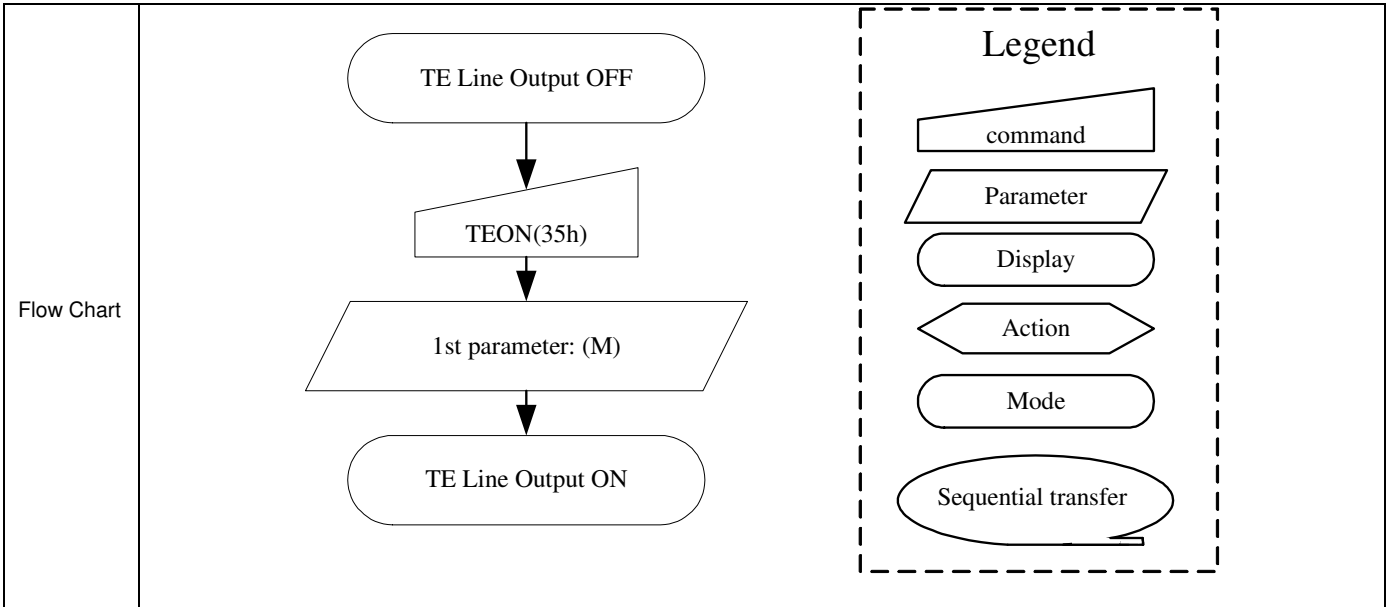 Flow Chart
TE Line Output OFF
TEON(35h)
1st parameter: (M)
TE Line Output ON
Legend
command
Parameter
Display
Action
Mode
Sequential transfer